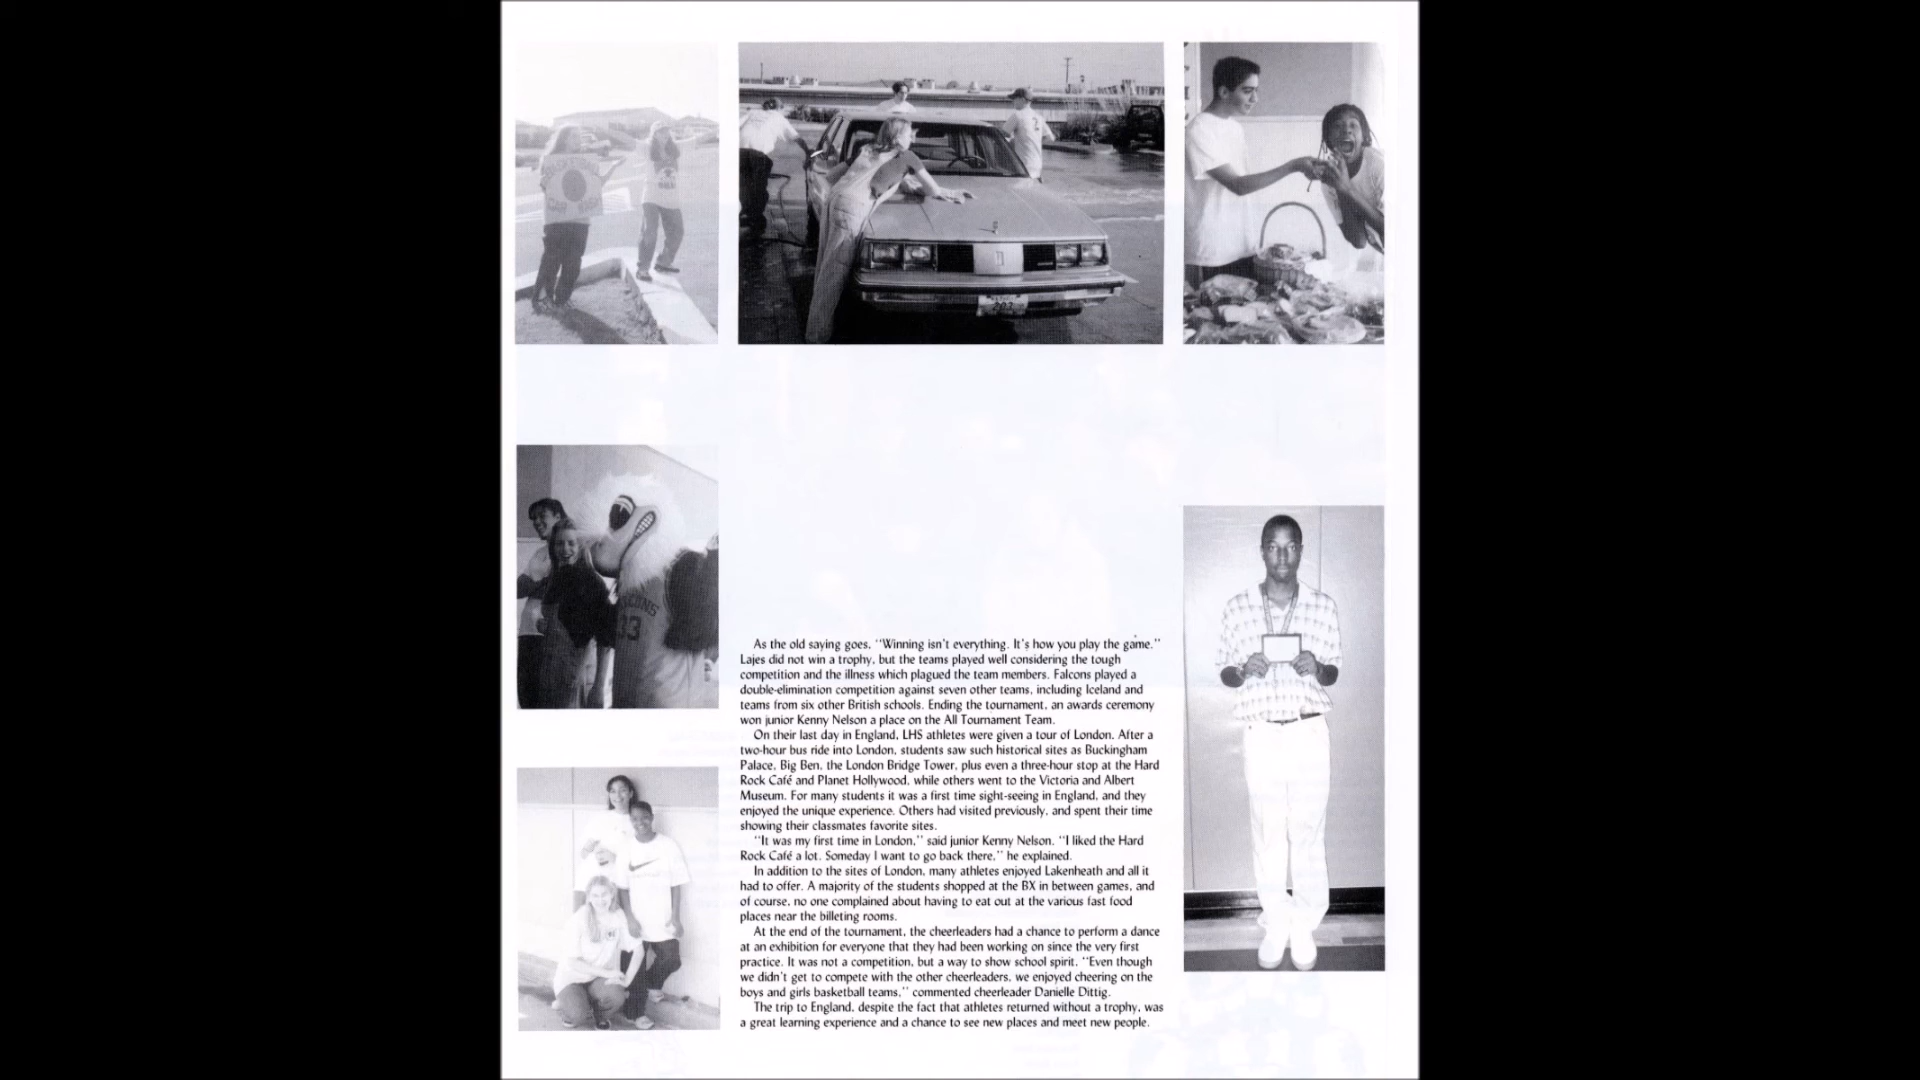 As the old saying goes, "Winning isn't everything. It's how you play the game."
Lajes did not win a trophy, but the teams played well considering the tough
competition and the illness which plagued the team members. Falcons played a
double-elimination competition against seven other teams, including Iceland and
teams from six other British schools. Ending the tournament, an awards ceremony
won junior Kenny Nelson a place on the All Tournament Team.
On their last day in England, LHS athletes were given a tour of London. After a
two-hour bus ride into London, students saw such historical sites as Buckingham
Palace, Big Ben, the London Bridge Tower, plus even a three-hour stop at the Hard
Rock Café and Planet Hollywood, while others went to the Victoria and Albert
Museum. For many students it was a first time sight-seeing in England, and they
enjoyed the unique experience. Others had visited previously, and spent their time
showing their classmates favorite sites.
"It was my first time in London," said junior Kenny Nelson. "I liked the Hard
Rock Café a lot. Someday I want to go back there," he explained.
In addition to the sites of London, many athletes enjoyed Lakenheath and all it
had to offer. A majority of the students shopped at the BX in between games, and
of course, no one complained about having to eat out at the various fast food
places near the billeting rooms.
At the end of the tournament, the cheerleaders had a chance to perform a dance
at an exhibition for everyone that they had been working on since the very first
practice. It was not a competition, but a way to show school spirit. "Even though
we didn't get to compete with the other cheerleaders, we enjoyed cheering on the
boys and girls basketball teams," commented cheerleader Danielle Dittig.
The trip to England, despite the fact that athletes returned without a trophy, was
a great learning experience and a chance to see new places and meet new people.
CAR
33